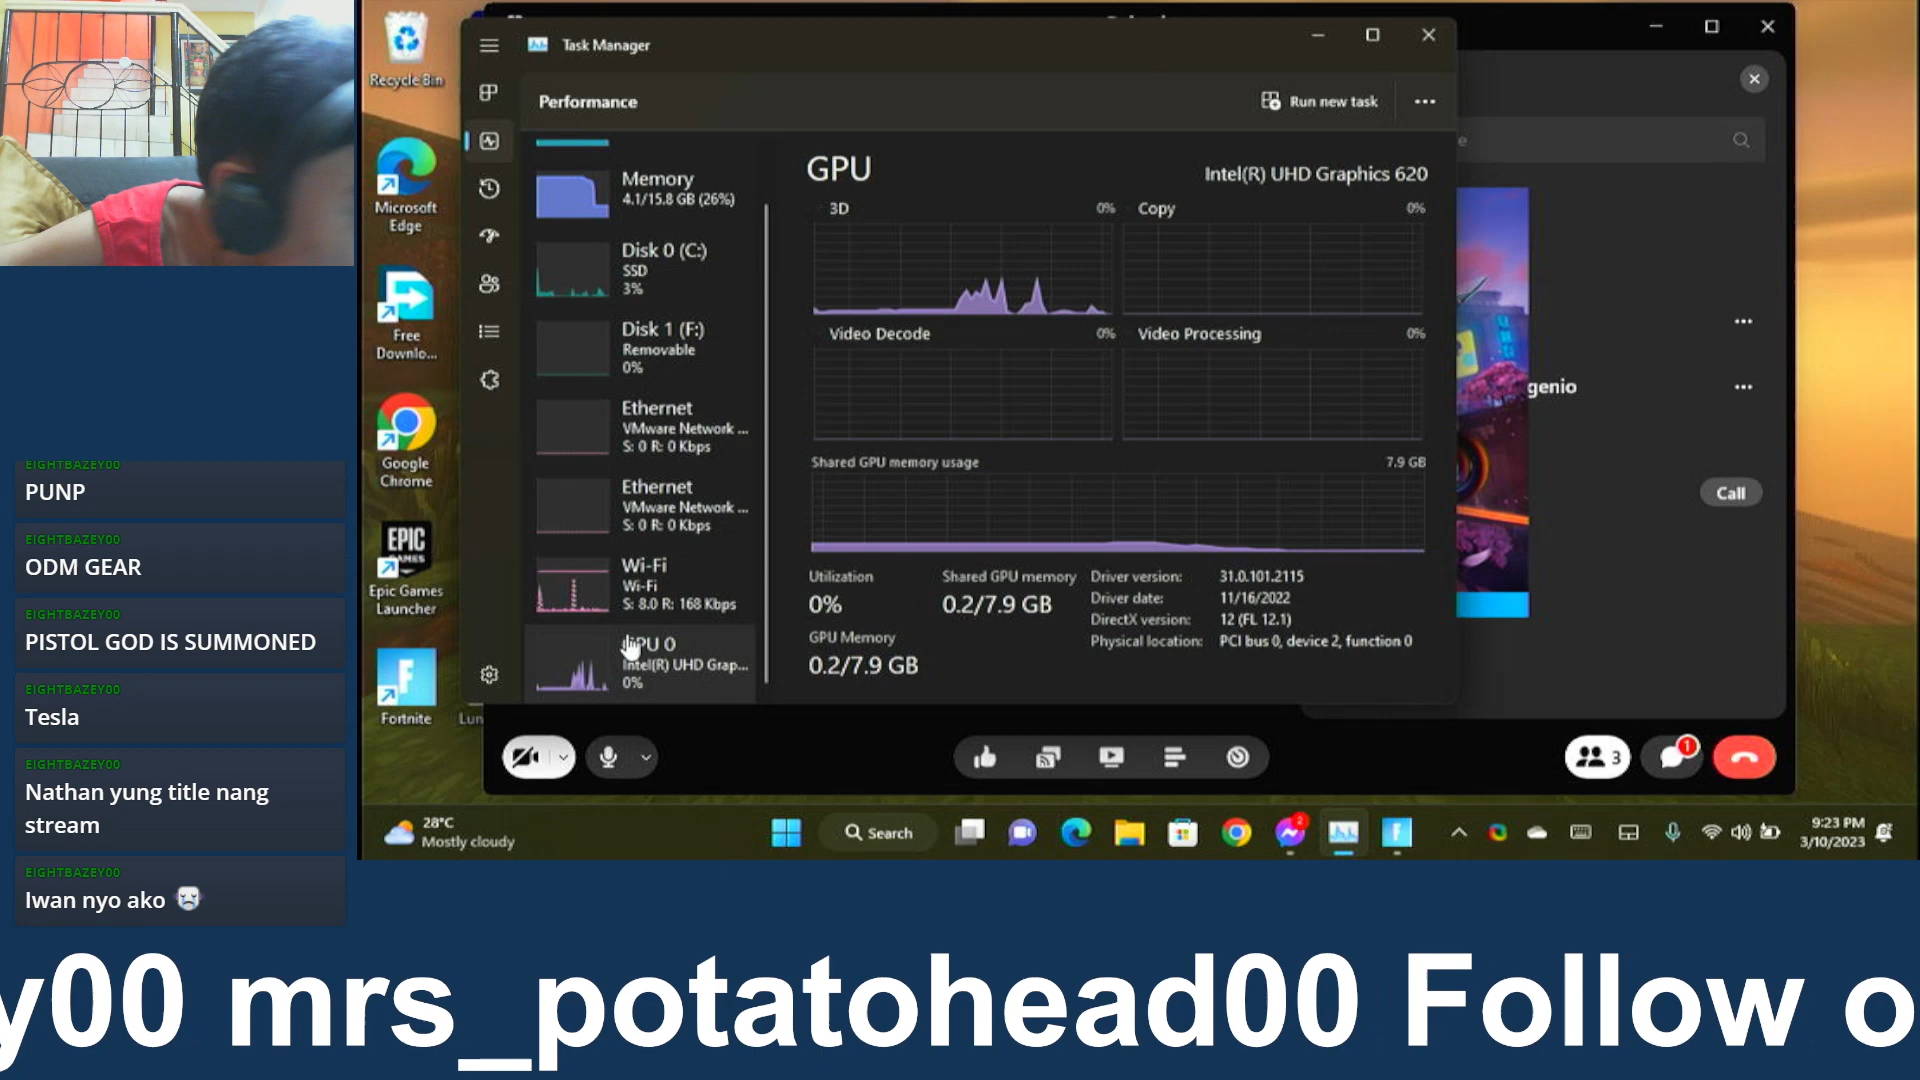 Recycle Bin
Microsoft
Edge
Free
Downlo...
Google
Chrome
EPIC
GAMES
Epic Games
Launcher
Fortnite
Lun
Task Manager
Performance
Run new task
Memory
4.1/15.8 GB (26%)
Disk 0 (C:)
SSD
3%
Disk 1 (F:)
Removable
0%
Ethernet
VMware Network ...
S: 0 R: 0 Kbps
Ethernet
VMware Network ...
S: 0 R: 0 Kbps
Wi-Fi
Wi-Fi
S: 8.0 R: 168 Kbps
GPU 0
Intel(R) UHD Grap...
0%
GPU
Intel(R) UHD Graphics 620
3D
0%
Copy
0%
Video Decode
0%
Video Processing
0%
Shared GPU memory usage
7.9 GB
Utilization
0%
Shared GPU memory
0.2/7.9 GB
GPU Memory
0.2/7.9 GB
Driver version: 31.0.101.2115
Driver date: 11/16/2022
DirectX version: 12 (FL 12.1)
Physical location: PCI bus 0, device 2, function 0
e
genio
Call
3
1
28°C
Mostly cloudy
Search
2
9:23 PM
3/10/2023
EIGHTBAZEY00
PUNP
EIGHTBAZEY00
ODM GEAR
EIGHTBAZEY00
PISTOL GOD IS SUMMONED
EIGHTBAZEY00
Tesla
EIGHTBAZEY00
Nathan yung title nang
stream
EIGHTBAZEY00
Iwan nyo ako
y00 mrs_potatohead00 Follow o